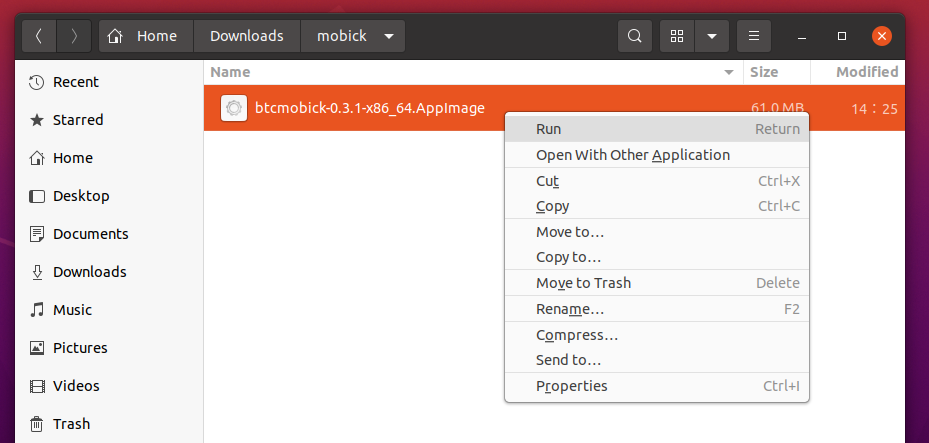 Home Downloads mobick
Name Size Modified
Recent
Starred
Home
Desktop
Documents
Downloads
Music
Pictures
Videos
Trash
btcmobick-0.3.1-x86_64.AppImage 61.0 MB 14:25
Run Return
Open With Other Application
Cut Ctrl+X
Copy Ctrl+C
Move to…
Copy to…
Move to Trash Delete
Rename… F2
Compress…
Send to…
Properties Ctrl+I